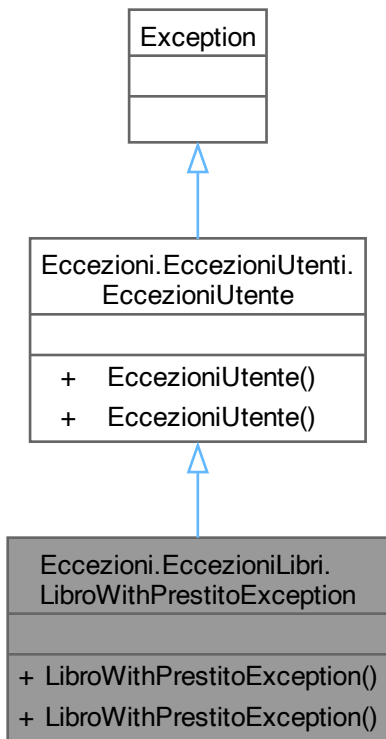 Exception
Eccezioni.EccezioniUtenti.
EccezioniUtente
+ EccezioniUtente()
+ EccezioniUtente()
Eccezioni.EccezioniLibri.
LibroWithPrestitoException
+ LibroWithPrestitoException()
+ LibroWithPrestitoException()